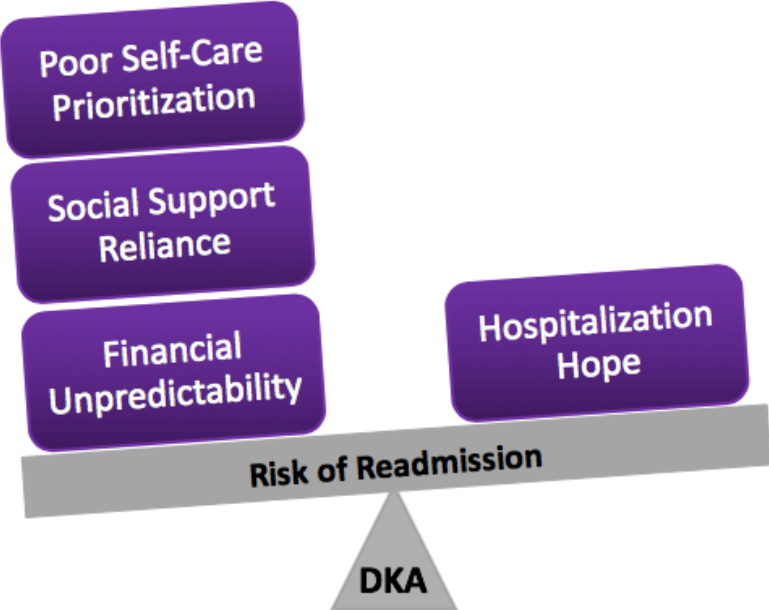 Poor Self-Care
Prioritization
Social Support
Reliance
Financial
Unpredictability
Hospitalization
Hope
Risk of Readmission
DKA